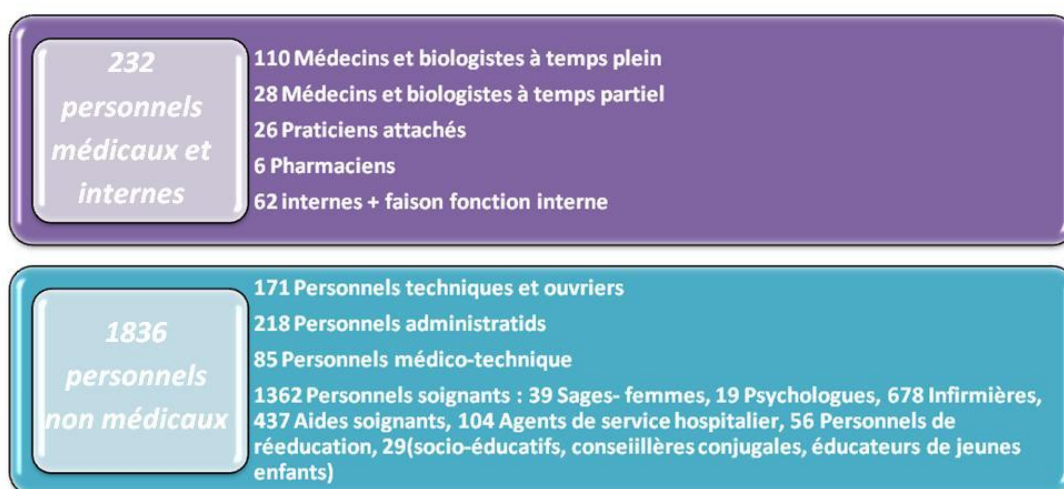 232
personnels
médicaux et
internes
110 Médecins et biologistes à temps plein
28 Médecins et biologistes à temps partiel
26 Praticiens attachés
6 Pharmaciens
62 internes + faison fonction interne
1836
personnels
non médicaux
171 Personnels techniques et ouvriers
218 Personnels administratids
85 Personnels médico-technique
1362 Personnels soignants : 39 Sages- femmes, 19 Psychologues, 678 Infirmières,
437 Aides soignants, 104 Agents de service hospitalier, 56 Personnels de
rééducation, 29(socio-éducatifs, conseiillères conjugales, éducateurs de jeunes
enfants)